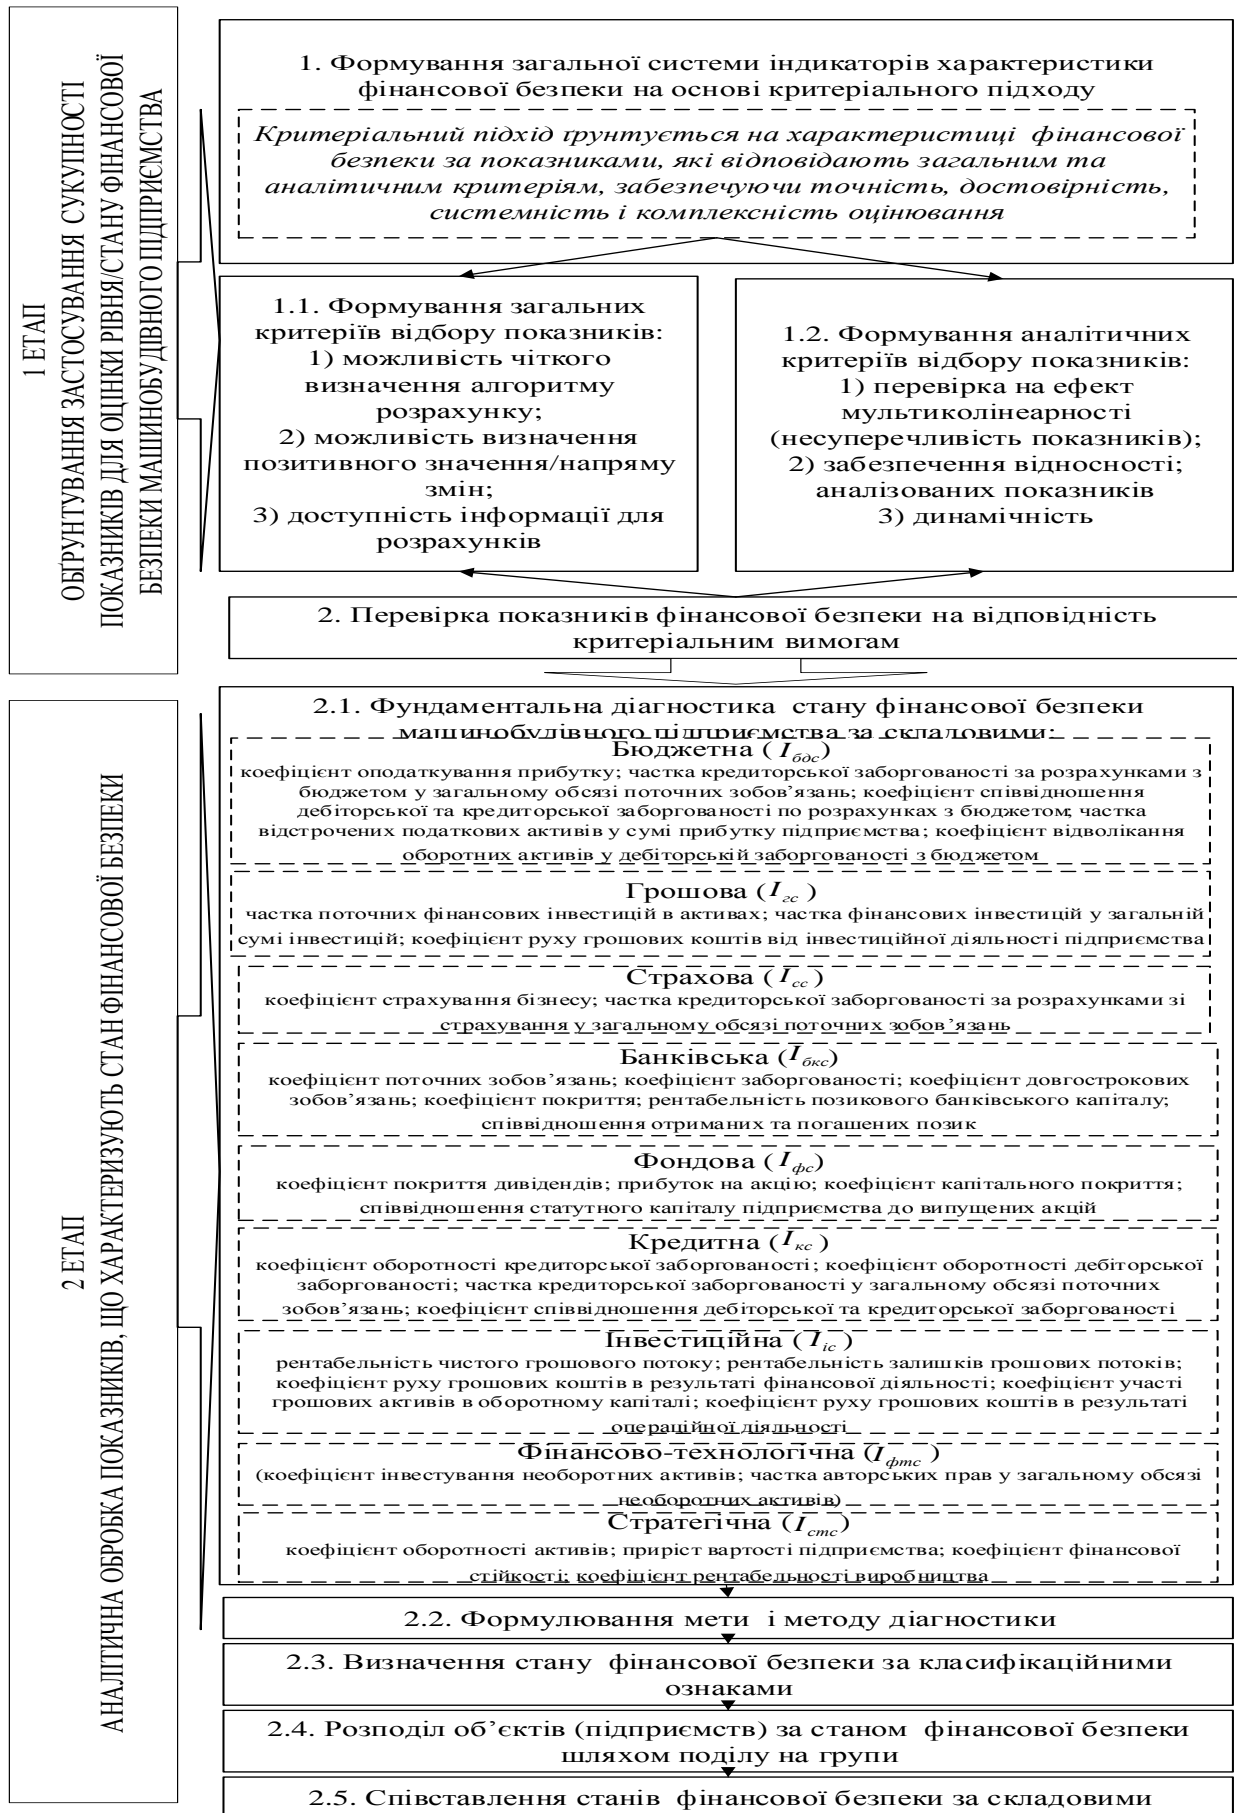 1 ЕТАП
ОБҐРУНТУВАННЯ ЗАСТОСУВАННЯ СУКУПНОСТІ
ПОКАЗНИКІВ ДЛЯ ОЦІНКИ РІВНЯ/СТАНУ ФІНАНСОВОЇ
БЕЗПЕКИ МАШИНОБУДІВНОГО ПІДПРИЄМСТВА
1. Формування загальної системи індикаторів характеристики
фінансової безпеки на основі критеріального підходу
Критеріальний підхід ґрунтується на характеристиці фінансової
безпеки за показниками, які відповідають загальним та
аналітичним критеріям, забезпечуючи точність, достовірність,
системність і комплексність оцінювання
1.1. Формування загальних
критеріїв відбору показників:
1) можливість чіткого
визначення алгоритму
розрахунку;
2) можливість визначення
позитивного значення/напряму
змін;
3) доступність інформації для
розрахунків
1.2. Формування аналітичних
критеріїв відбору показників:
1) перевірка на ефект
мультиколінеарності
(несуперечливість показників);
2) забезпечення відносності;
аналізованих показників
3) динамічність
2. Перевірка показників фінансової безпеки на відповідність
критеріальним вимогам
2 ЕТАП
АНАЛІТИЧНА ОБРОБКА ПОКАЗНИКІВ, ЩО ХАРАКТЕРИЗУЮТЬ СТАН ФІНАНСОВОЇ БЕЗПЕКИ
2.1. Фундаментальна діагностика стану фінансової безпеки
машинобудівного підприємства за складовими:
Бюджетна (I бдс)
коефіцієнт оподаткування прибутку; частка кредиторської заборгованості за розрахунками з
бюджетом у загальному обсязі поточних зобов’язань; коефіцієнт співвідношення
дебіторської та кредиторської заборгованості по розрахунках з бюджетом; частка
відстрочених податкових активів у сумі прибутку підприємства; коефіцієнт відволікання
оборотних активів у дебіторській заборгованості з бюджетом
Грошова (I гс )
частка поточних фінансових інвестицій в активах; частка фінансових інвестицій у загальній
сумі інвестицій; коефіцієнт руху грошових коштів від інвестиційної діяльності підприємства
Страхова (I сс )
коефіцієнт страхування бізнесу; частка кредиторської заборгованості за розрахунками зі
страхування у загальному обсязі поточних зобов’язань
Банківська (I бкс)
коефіцієнт поточних зобов’язань; коефіцієнт заборгованості; коефіцієнт довгострокових
зобов’язань; коефіцієнт покриття; рентабельність позикового банківського капіталу;
співвідношення отриманих та погашених позик
Фондова (I фс)
коефіцієнт покриття дивідендів; прибуток на акцію; коефіцієнт капітального покриття;
співвідношення статутного капіталу підприємства до випущених акцій
Кредитна (I кс )
коефіцієнт оборотності кредиторської заборгованості; коефіцієнт оборотності дебіторської
заборгованості; частка кредиторської заборгованості у загальному обсязі поточних
зобов’язань; коефіцієнт співвідношення дебіторської та кредиторської заборгованості
Інвестиційна (I іс )
рентабельність чистого грошового потоку; рентабельність залишків грошових потоків;
коефіцієнт руху грошових коштів в результаті фінансової діяльності; коефіцієнт участі
грошових активів в оборотному капіталі; коефіцієнт руху грошових коштів в результаті
операційної діяльності
Фінансово-технологічна (I фтс )
(коефіцієнт інвестування необоротних активів; частка авторських прав у загальному обсязі
необоротних активів)
Стратегічна (I стс)
коефіцієнт оборотності активів; приріст вартості підприємства; коефіцієнт фінансової
стійкості; коефіцієнт рентабельності виробництва
2.2. Формулювання мети і методу діагностики
2.3. Визначення стану фінансової безпеки за класифікаційними
ознаками
2.4. Розподіл об’єктів (підприємств) за станом фінансової безпеки
шляхом поділу на групи
2.5. Співставлення станів фінансової безпеки за складовими